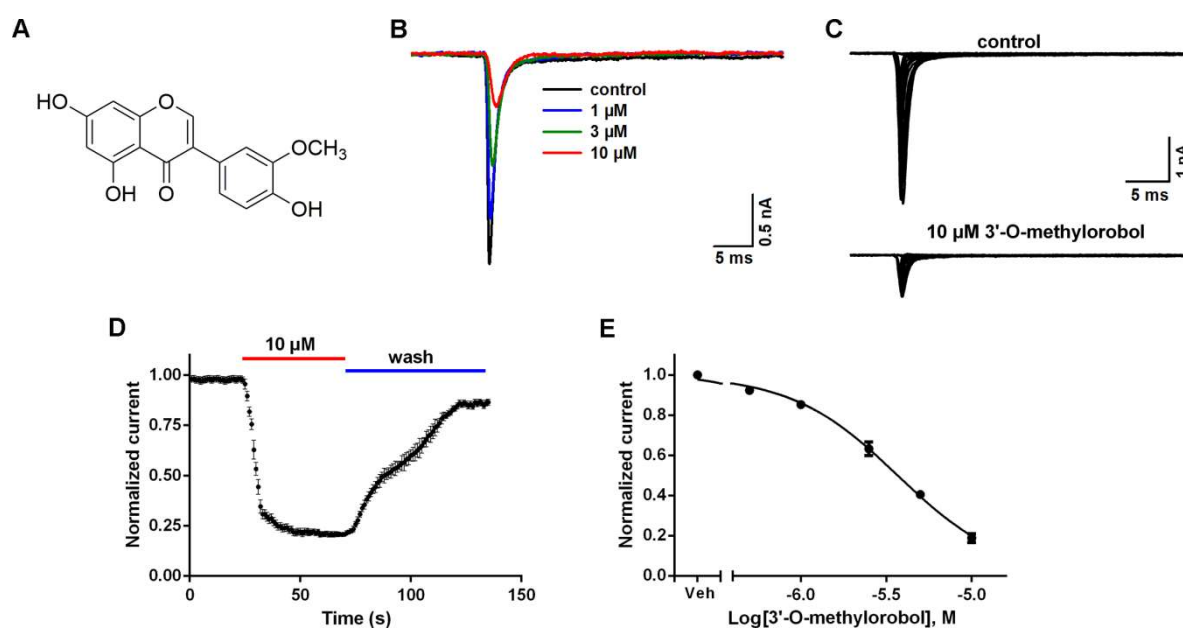 A
HO
O
OCH3
OH
O
OH
B
control
1 µM
3 µM
10 µM
0.5 nA
5 ms
C
control
1 nA
5 ms
10 µM 3'-O-methylorobol
D
10 µM
wash
Normalized current
1.00
0.75
0.50
0.25
0.00
0
50
100
150
Time (s)
E
Normalized current
1.0
0.8
0.6
0.4
0.2
0.0
Veh
-6.0
-5.5
-5.0
Log[3'-O-methylorobol], M